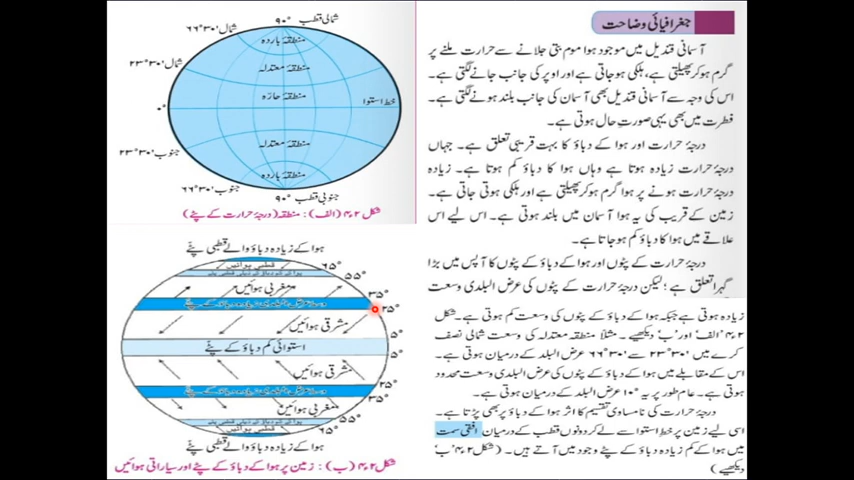 جغرافیائی وضاحت
آسمانی قندیل میں موجود ہوا موم بتی جلانے سے حرارت ملنے پر
گرم ہو کر پھیلتی ہے، ہلکی ہو جاتی ہے اور اوپر کی جانب جانے لگتی ہے۔
اس کی وجہ سے آسمانی قندیل بھی آسمان کی جانب بلند ہونے لگتی ہے۔
فطرت میں بھی یہی صورتِ حال ہوتی ہے۔
درجۂ حرارت اور ہوا کے دباؤ کا بہت قریبی تعلق ہے۔ جہاں
درجۂ حرارت زیادہ ہوتا ہے وہاں ہوا کا دباؤ کم ہوتا ہے۔ زیادہ
درجۂ حرارت ہونے پر ہوا گرم ہو کر پھیلتی ہے اور ہلکی ہوتی جاتی ہے۔
زمین کے قریب کی یہ ہوا آسمان میں بلند ہوتی ہے۔ اس لیے اس
علاقے میں ہوا کا دباؤ کم ہو جاتا ہے۔
درجۂ حرارت کے پٹوں اور ہوا کے دباؤ کے پٹوں کا آپس میں بڑا
گہرا تعلق ہے؛ لیکن درجۂ حرارت کے پٹوں کی عرض البلدی وسعت
زیادہ ہوتی ہے جبکہ ہوا کے دباؤ کے پٹوں کی وسعت کم ہوتی ہے۔ شکل
۲ء۴ 'الف' اور 'ب' دیکھیے۔ مثلاً منطقہ معتدلہ کی وسعت شمالی نصف
کرے میں ۳۰'°۲۳ سے ۳۰'°۶۶ عرض البلد کے درمیان ہوتی ہے۔
اس کے مقابلے میں ہوا کے دباؤ کے پٹوں کی عرض البلدی وسعت محدود
ہوتی ہے۔ عام طور پر یہ °۱۰ عرض البلد کے درمیان ہوتی ہے۔
درجۂ حرارت کی نامساوی تقسیم کا اثر ہوا کے دباؤ پر بھی پڑتا ہے۔
اسی لیے زمین پر خط استوا سے لے کر دونوں قطب کے درمیان افقی سمت
میں ہوا کے کم زیادہ دباؤ کے پٹے وجود میں آتے ہیں۔ (شکل ۲ء۴ 'ب'
دیکھیے)
شمالی قطب
۹۰°
۶۶°۳۰' شمال
منطقہ باردہ
۲۳°۳۰' شمال
منطقہ معتدلہ
منطقہ حارّہ
خط استوا
۰°
منطقہ معتدلہ
۲۳°۳۰' جنوب
منطقہ باردہ
۶۶°۳۰' جنوب
۹۰° جنوبی قطب
شکل ۲ء۴ (الف) : منطقہ (درجۂ حرارت کے پٹے)
ہوا کے زیادہ دباؤ والے قطبی پٹے
قطبی ہوائیں
۶۵°
۵۵°
مغربی ہوائیں
۳۵°
۲۵°
مشرقی ہوائیں
۵°
استوائی کم دباؤ کے پٹے
۵°
مشرقی ہوائیں
۲۵°
۳۵°
مغربی ہوائیں
۵۵°
۶۵°
ہوا کے زیادہ دباؤ والے قطبی پٹے
شکل ۲ء۴ (ب) : زمین پر ہوا کے دباؤ کے پٹے اور سیاراتی ہوائیں